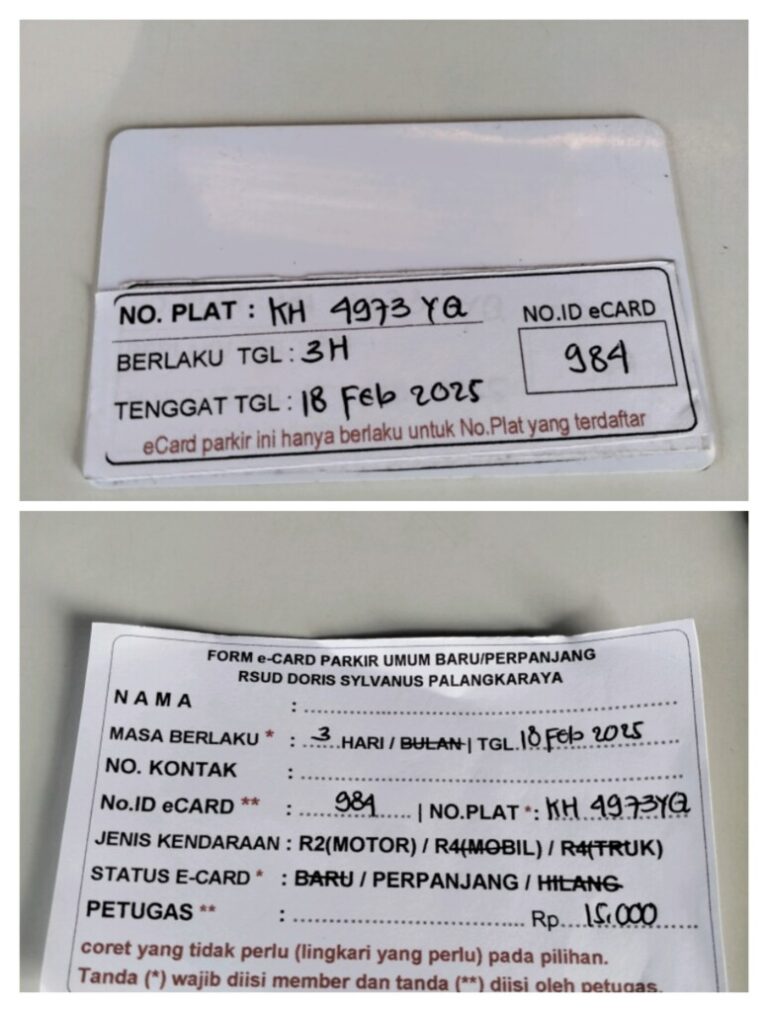 NO. PLAT : KH 4973 YQ
NO.ID eCARD
BERLAKU TGL : 3H
984
TENGGAT TGL : 18 Feb 2025
eCard parkir ini hanya berlaku untuk No.Plat yang terdaftar
FORM e-CARD PARKIR UMUM BARU/PERPANJANG
RSUD DORIS SYLVANUS PALANGKARAYA
NAMA : ..........
MASA BERLAKU * : ..3...HARI / BULAN | TGL.18 Feb 2025
NO. KONTAK : ..........
No.ID eCARD ** : ....984..... | NO.PLAT *: KH 4973YQ
JENIS KENDARAAN : R2(MOTOR) / R4(MOBIL) / R4(TRUK)
STATUS E-CARD * : BARU / PERPANJANG / HILANG
PETUGAS ** : .......... Rp....15.000......
coret yang tidak perlu (lingkari yang perlu) pada pilihan.
Tanda (*) wajib diisi member dan tanda (**) diisi oleh petugas.